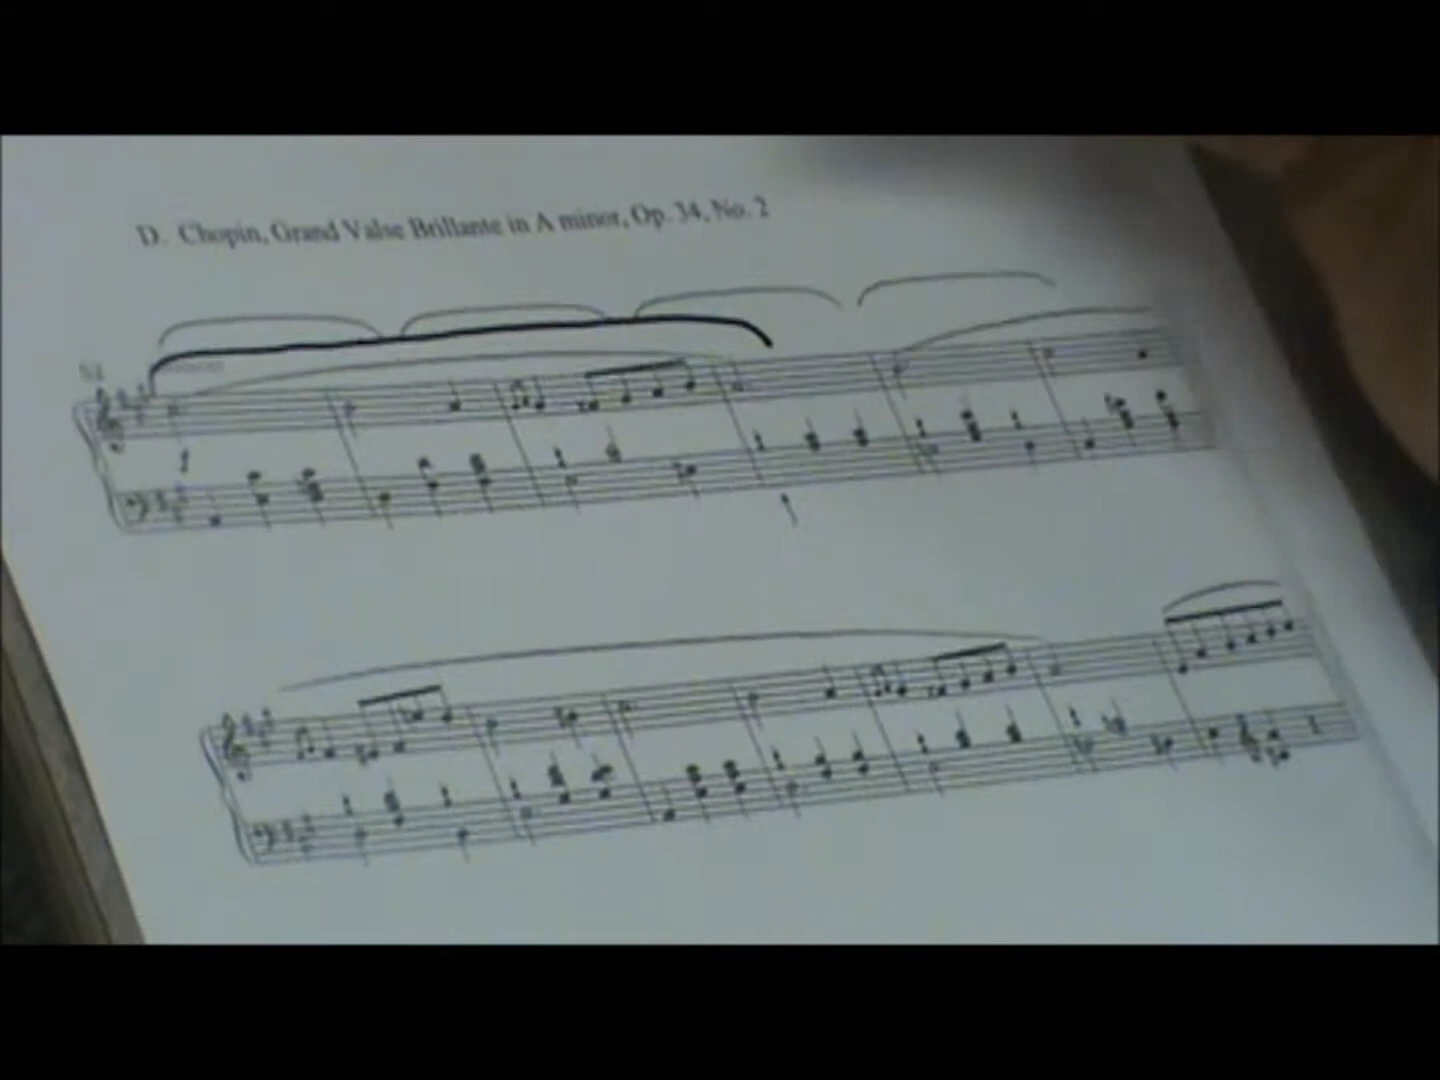 D. Chopin, Grand Valse Brillante in A minor, Op. 34, No. 2